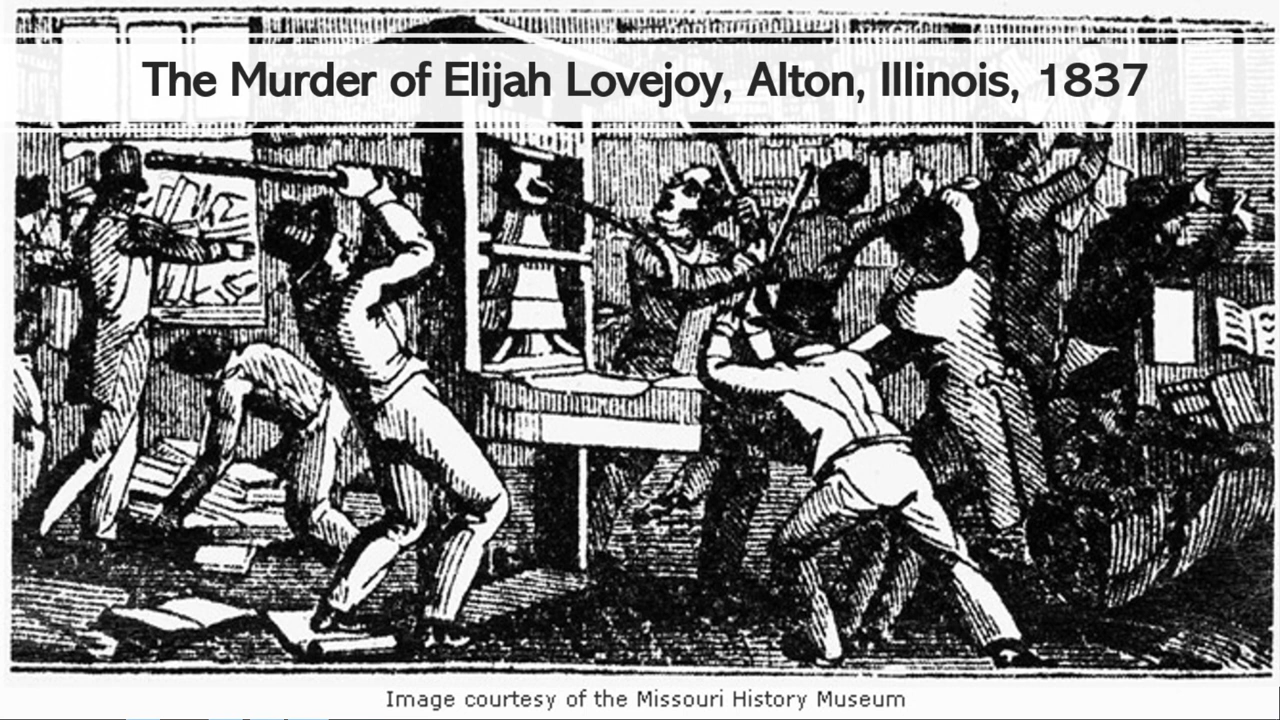 The Murder of Elijah Lovejoy, Alton, Illinois, 1837
Image courtesy of the Missouri History Museum